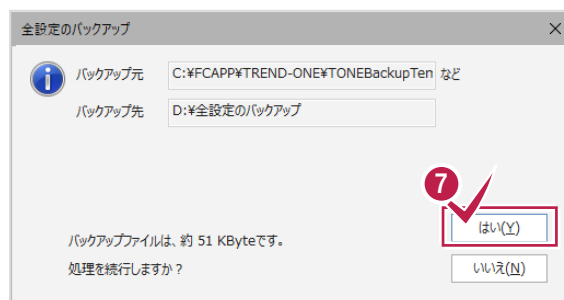 全設定のバックアップ
バックアップ元 C:¥FCAPP¥TREND-ONE¥TONEBackupTen など
バックアップ先 D:¥全設定のバックアップ
7
はい(Y)
バックアップファイルは、約 51 KByteです。
処理を続行しますか？
いいえ(N)